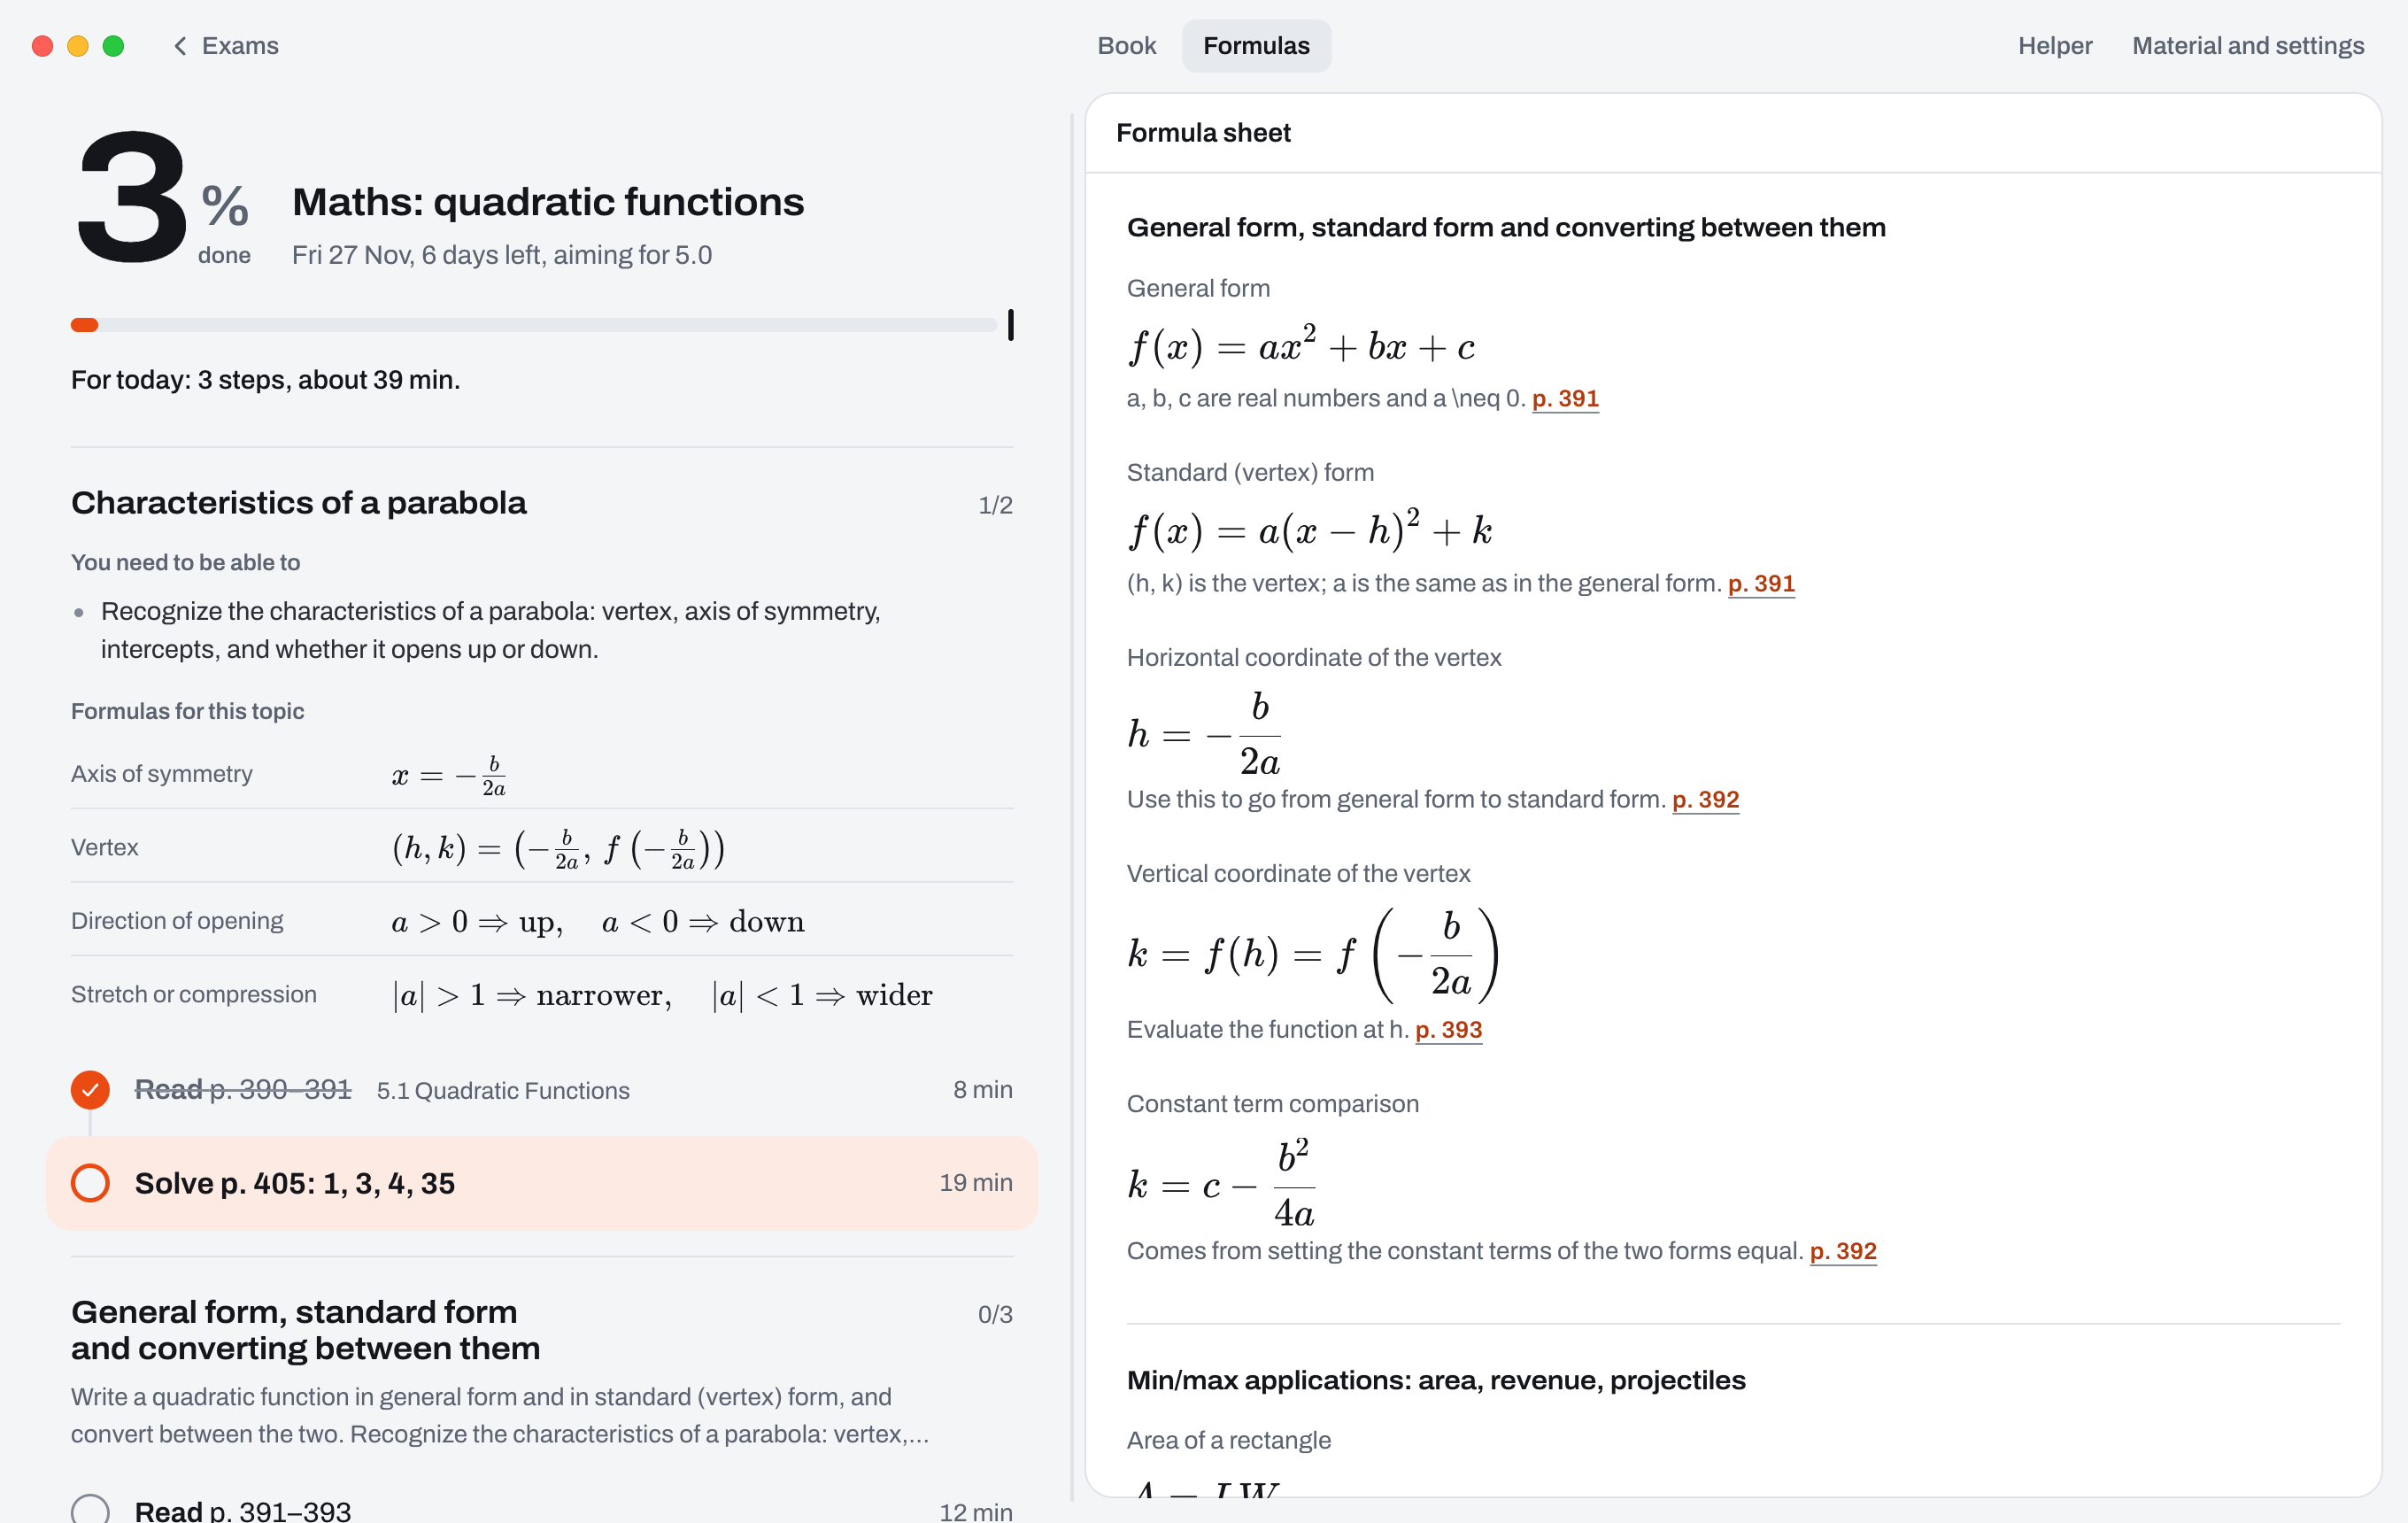 Exams
Book
Formulas
Helper
Material and settings
3 %
done
Maths: quadratic functions
Fri 27 Nov, 6 days left, aiming for 5.0
For today: 3 steps, about 39 min.
Characteristics of a parabola
1/2
You need to be able to
• Recognize the characteristics of a parabola: vertex, axis of symmetry,
intercepts, and whether it opens up or down.
Formulas for this topic
Axis of symmetry x = −b/2a
Vertex (h, k) = (−b/2a, f (−b/2a))
Direction of opening a > 0 ⇒ up, a < 0 ⇒ down
Stretch or compression |a| > 1 ⇒ narrower, |a| < 1 ⇒ wider
Read p. 390–391 5.1 Quadratic Functions 8 min
Solve p. 405: 1, 3, 4, 35 19 min
General form, standard form
and converting between them
0/3
Write a quadratic function in general form and in standard (vertex) form, and
convert between the two. Recognize the characteristics of a parabola: vertex,...
Read p. 391–393 12 min
Formula sheet
General form, standard form and converting between them
General form
f(x) = ax² + bx + c
a, b, c are real numbers and a \neq 0. p. 391
Standard (vertex) form
f(x) = a(x − h)² + k
(h, k) is the vertex; a is the same as in the general form. p. 391
Horizontal coordinate of the vertex
h = −b/2a
Use this to go from general form to standard form. p. 392
Vertical coordinate of the vertex
k = f(h) = f (−b/2a)
Evaluate the function at h. p. 393
Constant term comparison
k = c − b²/4a
Comes from setting the constant terms of the two forms equal. p. 392
Min/max applications: area, revenue, projectiles
Area of a rectangle
A = LW